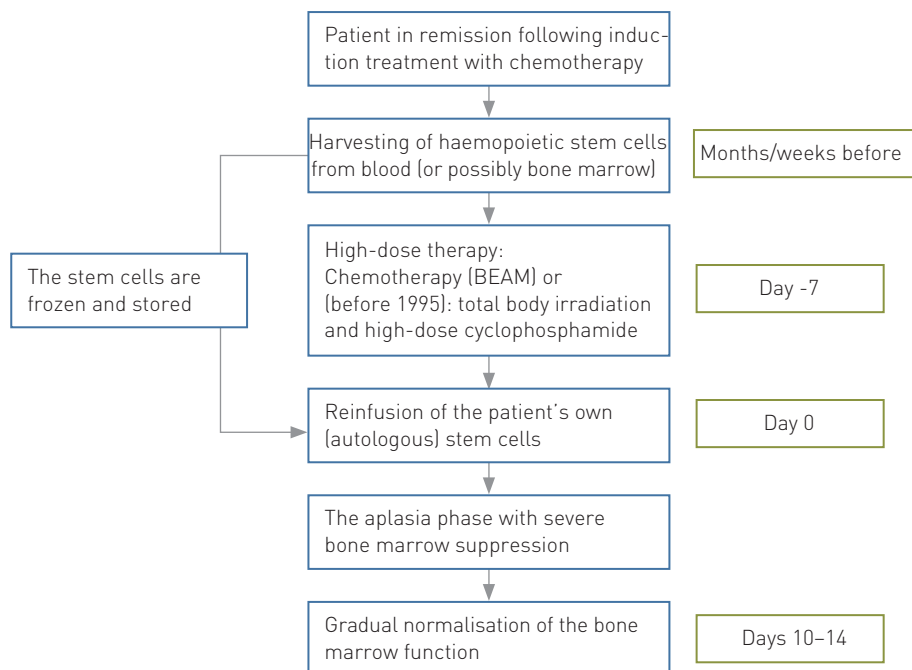 Patient in remission following induc-
tion treatment with chemotherapy
Harvesting of haemopoietic stem cells
from blood (or possibly bone marrow)
Months/weeks before
The stem cells are
frozen and stored
High-dose therapy:
Chemotherapy (BEAM) or
(before 1995): total body irradiation
and high-dose cyclophosphamide
Day -7
Reinfusion of the patient's own
(autologous) stem cells
Day 0
The aplasia phase with severe
bone marrow suppression
Gradual normalisation of the bone
marrow function
Days 10–14